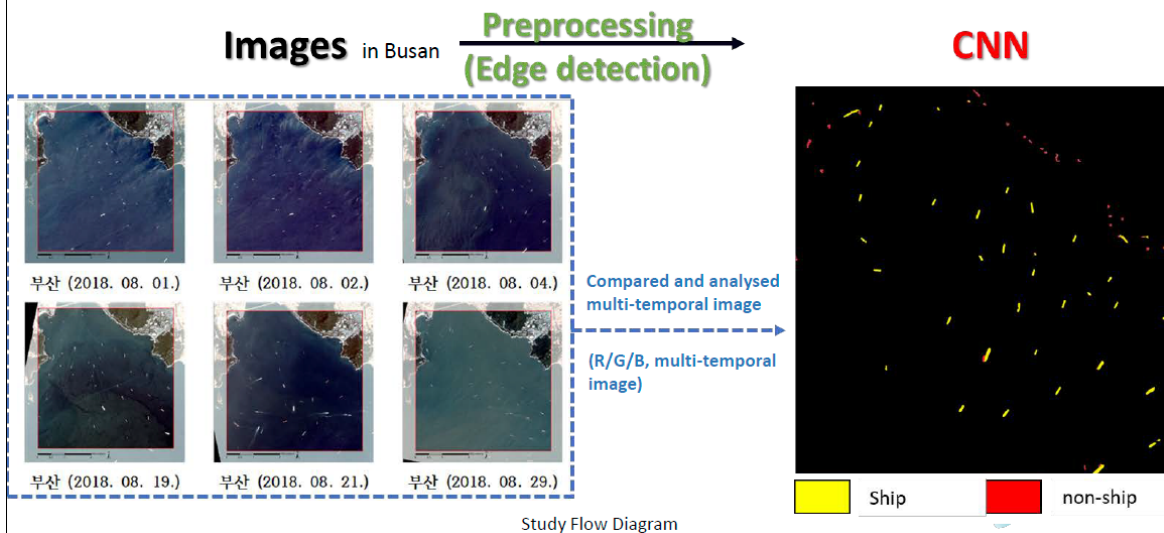 Images in Busan
Preprocessing
(Edge detection)
CNN
부산 (2018. 08. 01.)
부산 (2018. 08. 02.)
부산 (2018. 08. 04.)
부산 (2018. 08. 19.)
부산 (2018. 08. 21.)
부산 (2018. 08. 29.)
Compared and analysed
multi-temporal image
(R/G/B, multi-temporal
image)
Ship
non-ship
Study Flow Diagram